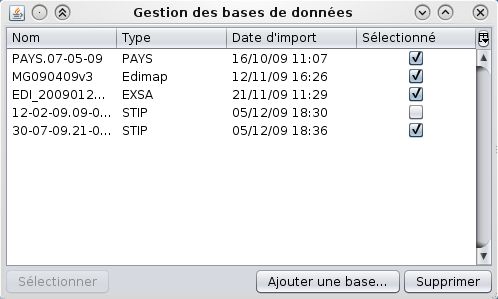 Gestion des bases de données
Nom Type Date d'import Sélectionné
PAYS.07-05-09 PAYS 16/10/09 11:07
MG090409v3 Edimap 12/11/09 16:26
EDI_2009012... EXSA 21/11/09 11:29
12-02-09.09-0... STIP 05/12/09 18:30
30-07-09.21-0... STIP 05/12/09 18:36
Sélectionner Ajouter une base... Supprimer